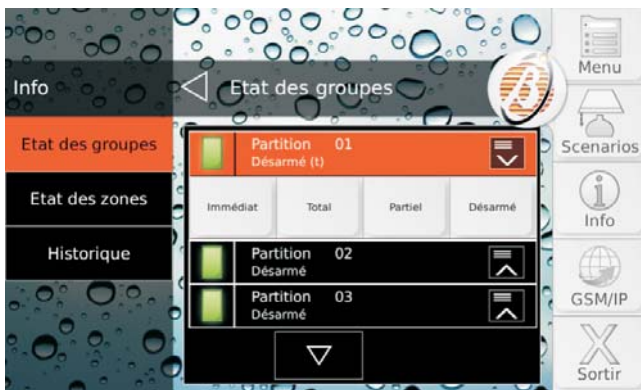 Info
Etat des groupes
Menu
Etat des groupes
Etat des zones
Historique
Partition 01
Désarmé (t)
Immédiat Total Partiel Désarmé
Partition 02
Désarmé
Partition 03
Désarmé
Scenarios
Info
GSM/IP
Sortir